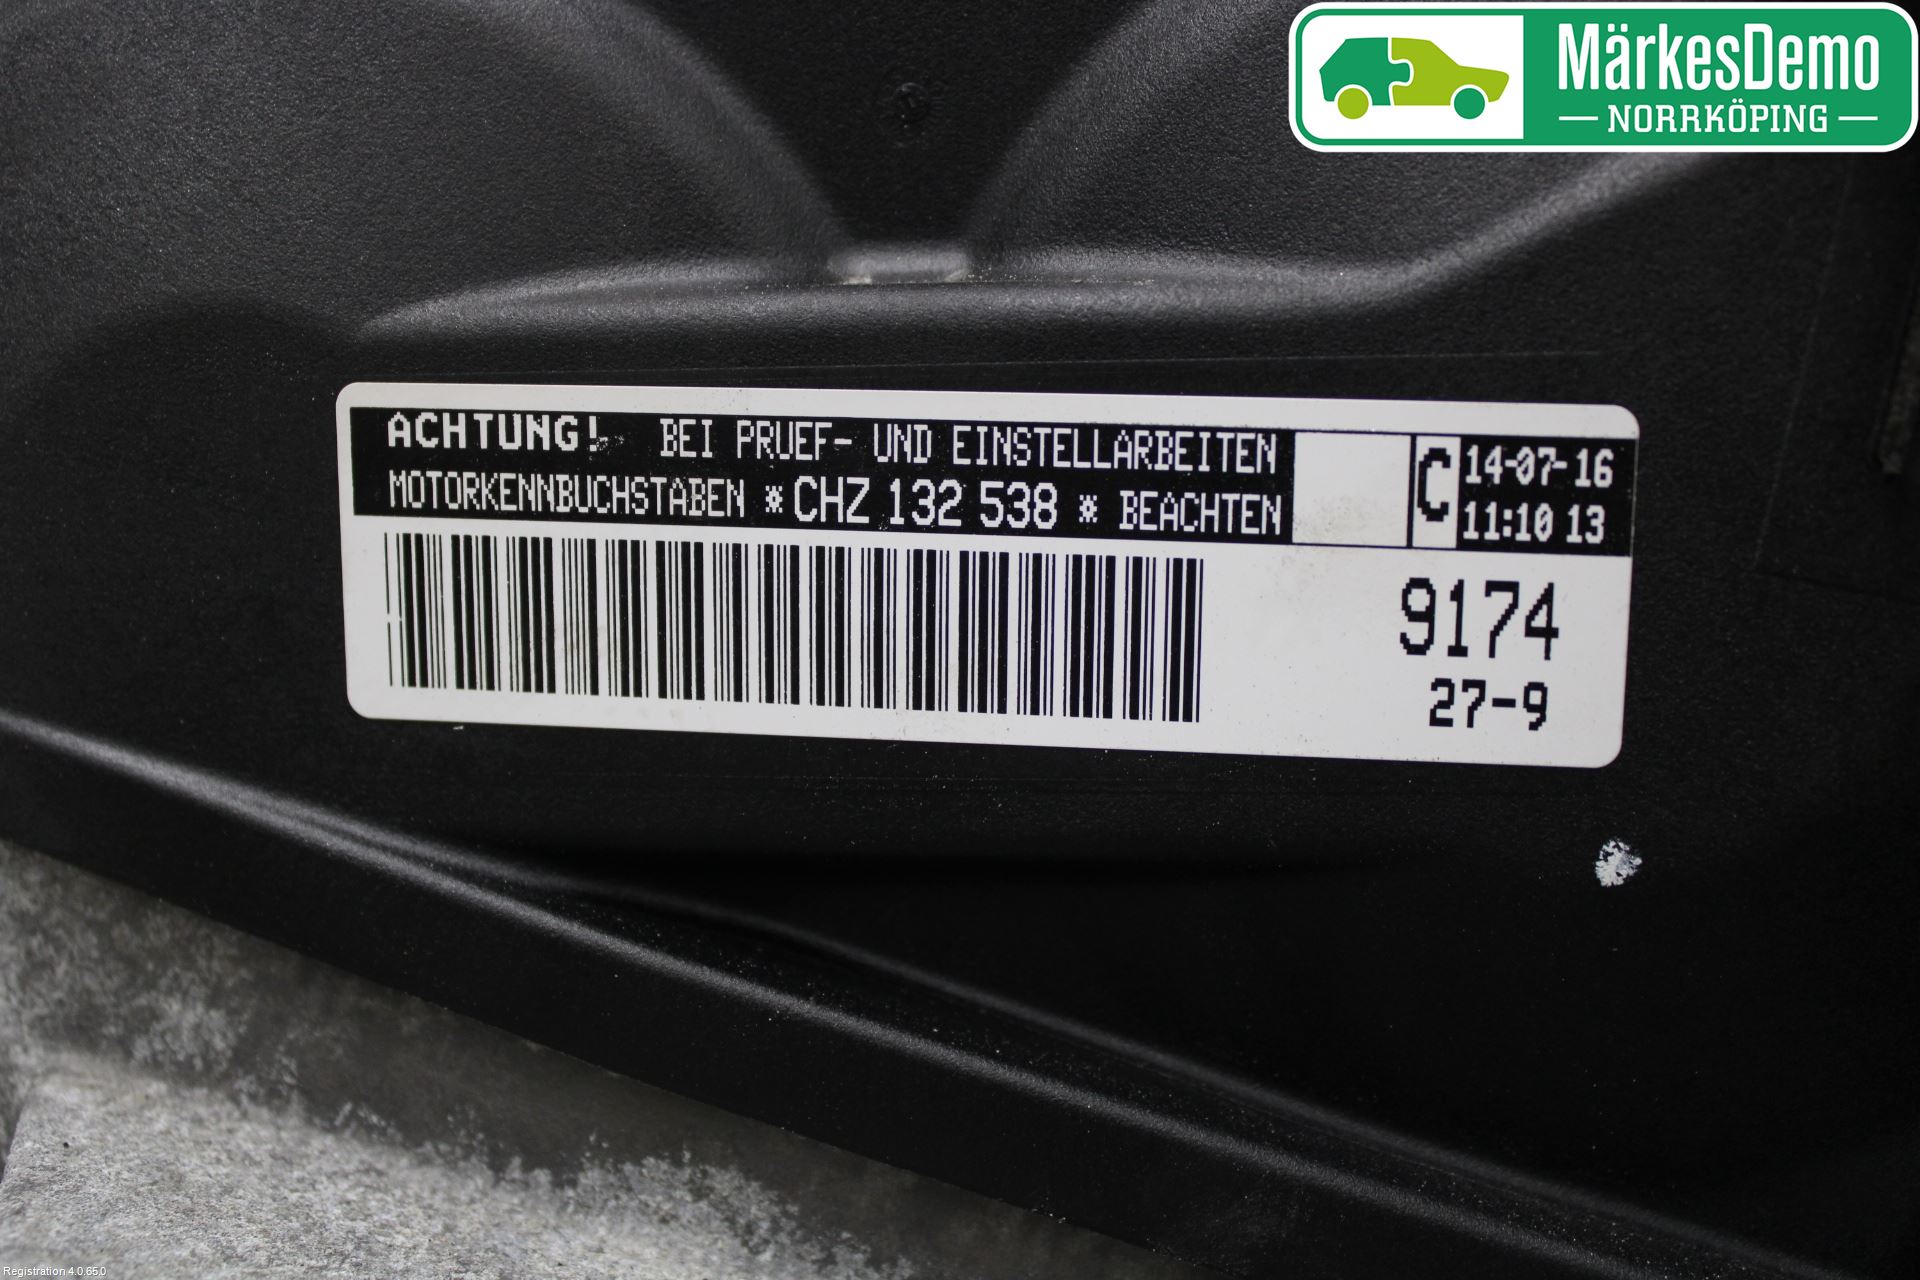 MärkesDemo
NORRKÖPING
ACHTUNG! BEI PRUEF- UND EINSTELLARBEITEN
MOTORKENNBUCHSTABEN *CHZ 132 538 * BEACHTEN
C
14-07-16
11:10 13
9174
27-9
Registration 4.0.65.0